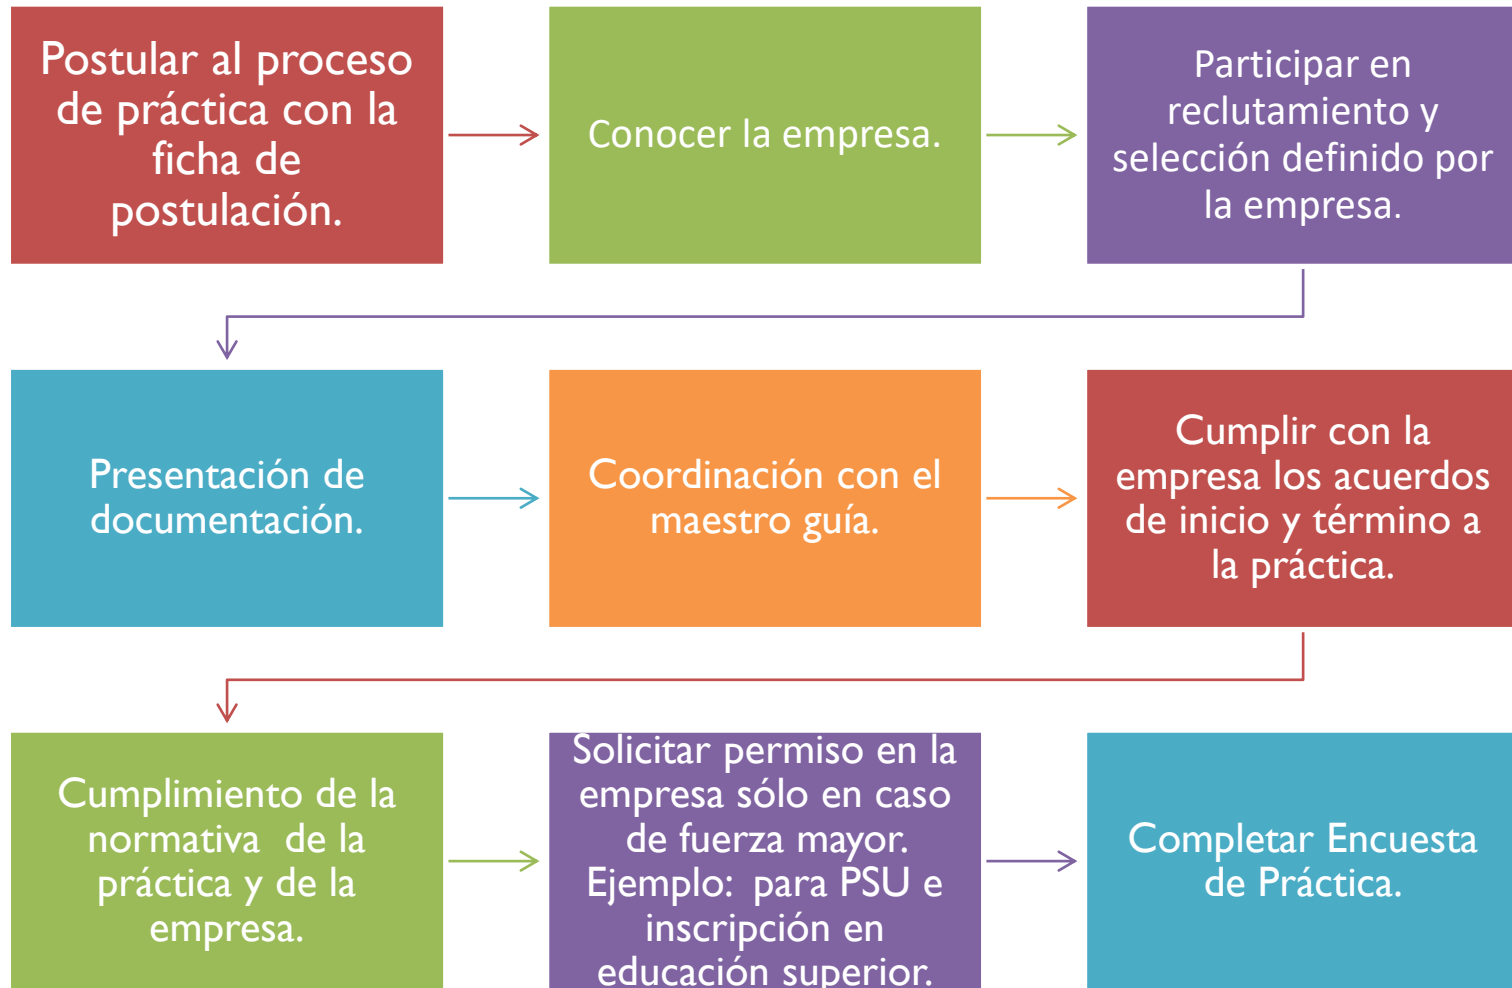 Postular al proceso
de práctica con la
ficha de
postulación.
Conocer la empresa.
Participar en
reclutamiento y
selección definido por
la empresa.
Presentación de
documentación.
Coordinación con el
maestro guía.
Cumplir con la
empresa los acuerdos
de inicio y término a
la práctica.
Cumplimiento de la
normativa  de la
práctica y de la
empresa.
Solicitar permiso en la
empresa sólo en caso
de fuerza mayor.
Ejemplo:  para PSU e
inscripción en
educación superior.
Completar Encuesta
de Práctica.